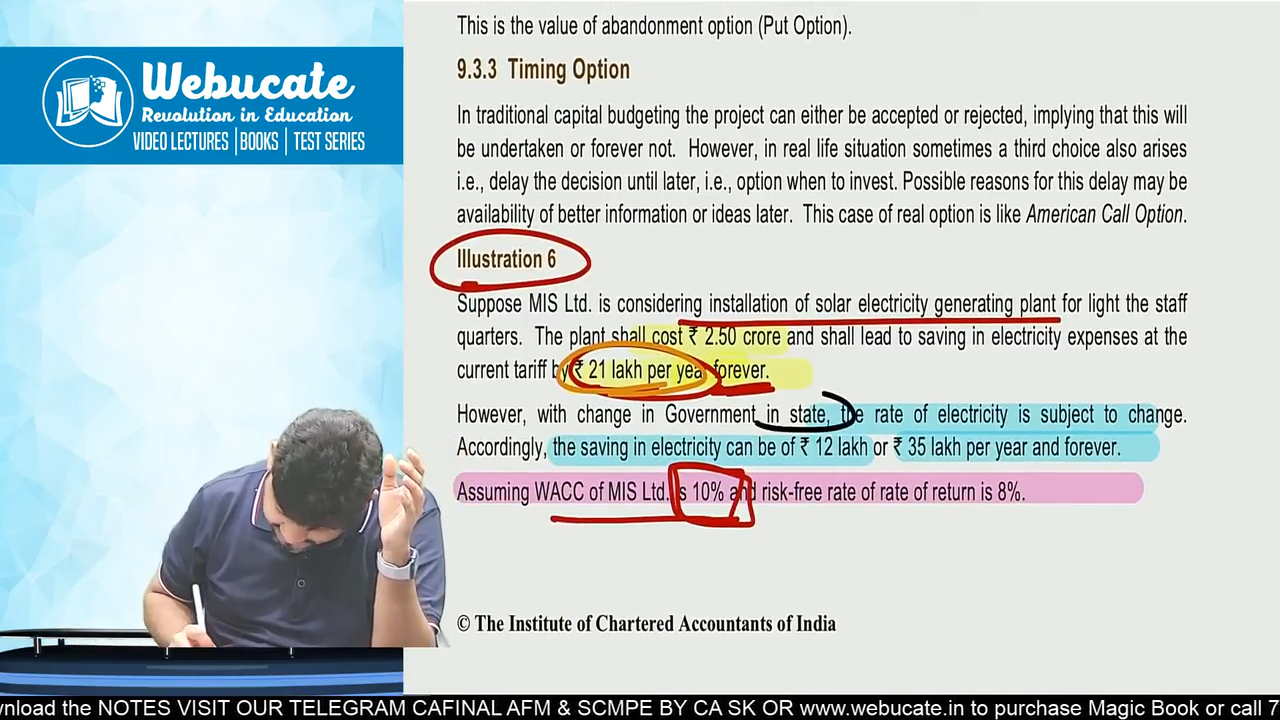 This is the value of abandonment option (Put Option).
Webucate
Revolution in Education
VIDEO LECTURES | BOOKS | TEST SERIES
9.3.3 Timing Option
In traditional capital budgeting the project can either be accepted or rejected, implying that this will
be undertaken or forever not. However, in real life situation sometimes a third choice also arises
i.e., delay the decision until later, i.e., option when to invest. Possible reasons for this delay may be
availability of better information or ideas later. This case of real option is like American Call Option.
Illustration 6
Suppose MIS Ltd. is considering installation of solar electricity generating plant for light the staff
quarters. The plant shall cost ₹ 2.50 crore and shall lead to saving in electricity expenses at the
current tariff by ₹ 21 lakh per year forever.
However, with change in Government in state, the rate of electricity is subject to change.
Accordingly, the saving in electricity can be of ₹ 12 lakh or ₹ 35 lakh per year and forever.
Assuming WACC of MIS Ltd. is 10% and risk-free rate of rate of return is 8%.
© The Institute of Chartered Accountants of India
wnload the NOTES VISIT OUR TELEGRAM CAFINAL AFM & SCMPE BY CA SK OR www.webucate.in to purchase Magic Book or call 7